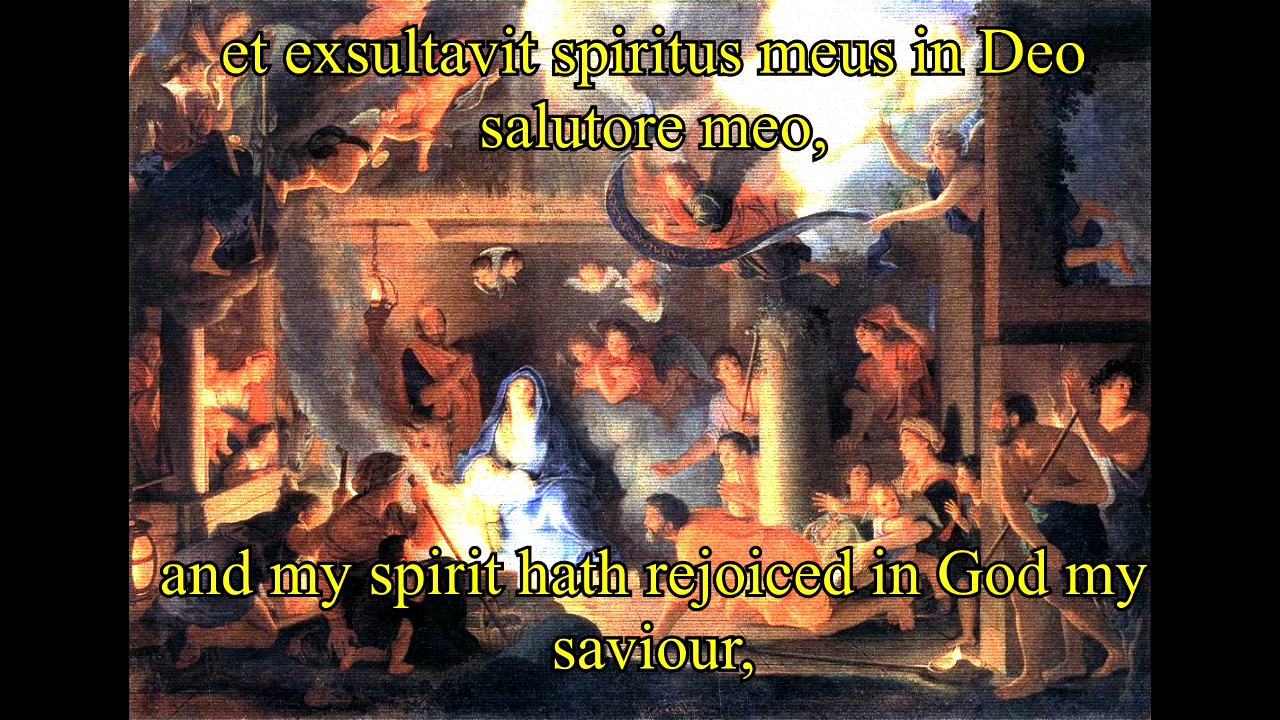 et exsultavit spiritus meus in Deo
salutore meo,
and my spirit hath rejoiced in God my
saviour,